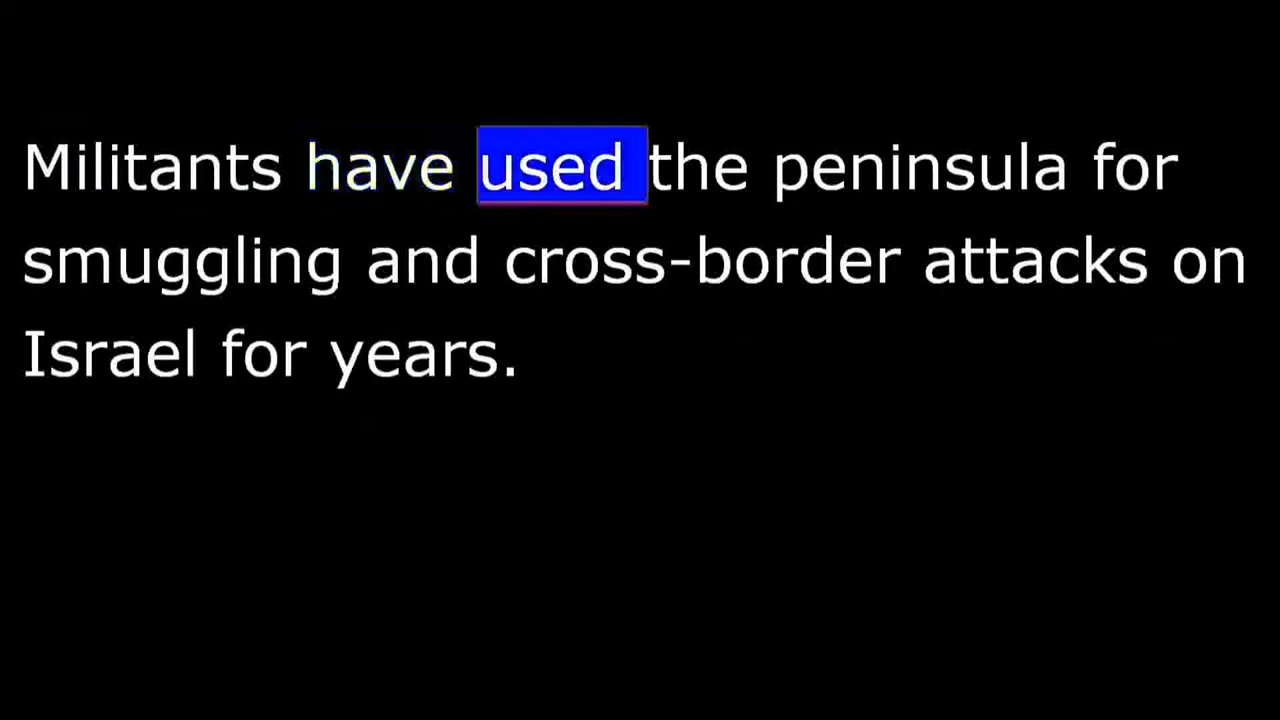 Militants have used the peninsula for
smuggling and cross-border attacks on
Israel for years.